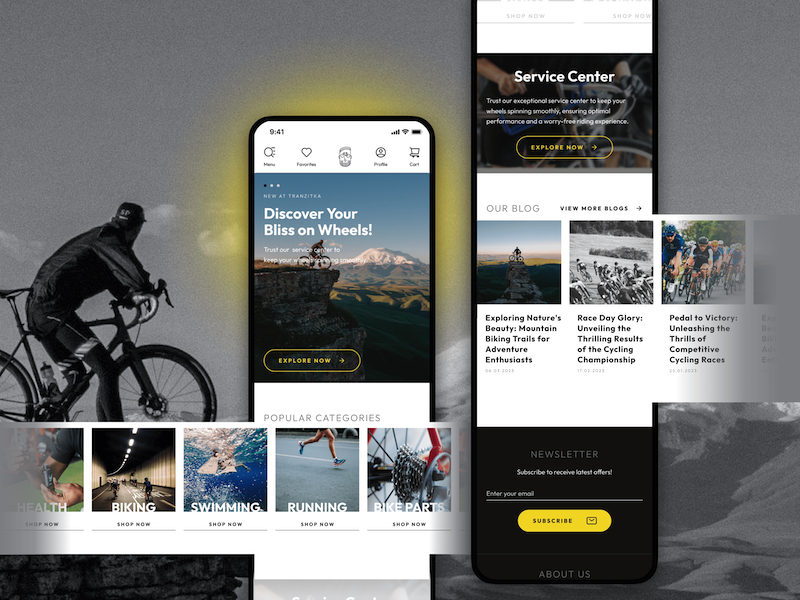 9:41
Menu
Favorites
Profile
Cart
NEW AT TRANZITKA
Discover Your
Bliss on Wheels!
Trust our service center to
keep your wheels spinning smoothly,
EXPLORE NOW
POPULAR CATEGORIES
HEALTH
SHOP NOW
BIKING
SHOP NOW
SWIMMING
SHOP NOW
RUNNING
SHOP NOW
BIKE PARTS
SHOP NOW
SHOP NOW
SHOP NOW
Service Center
Trust our exceptional service center to keep your
wheels spinning smoothly, ensuring optimal
performance and a worry-free riding experience.
EXPLORE NOW
OUR BLOG
VIEW MORE BLOGS
Exploring Nature's
Beauty: Mountain
Biking Trails for
Adventure
Enthusiasts
06.03.2023
Race Day Glory:
Unveiling the
Thrilling Results
of the Cycling
Championship
17.02.2023
Pedal to Victory:
Unleashing the
Thrills of
Competitive
Cycling Races
25.01.2023
NEWSLETTER
Subscribe to receive latest offers!
Enter your email
SUBSCRIBE
ABOUT US